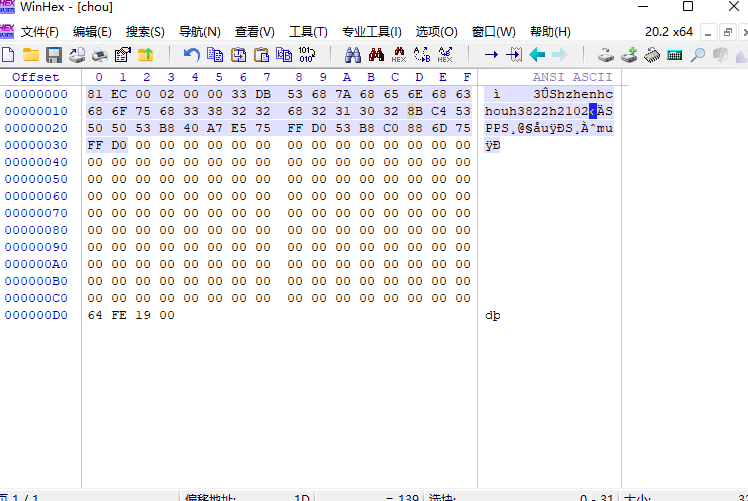 WinHex - [chou]
文件(F) 编辑(E) 搜索(S) 导航(N) 查看(V) 工具(T) 专业工具(I) 选项(O) 窗口(W) 帮助(H) 20.2 x64
Offset 0 1 2 3 4 5 6 7 8 9 A B C D E F ANSI ASCII
00000000 81 EC 00 02 00 00 33 DB 53 68 7A 68 65 6E 68 63 ì 3ÛShzhenhc
00000010 68 6F 75 68 33 38 32 32 68 32 31 30 32 8B C4 53 houh3822h2102‹ÄS
00000020 50 50 53 B8 40 A7 E5 75 FF D0 53 B8 C0 88 6D 75 PPS¸@§åuÿÐS¸Àˆmu
00000030 FF D0 00 00 00 00 00 00 00 00 00 00 00 00 00 00 ÿÐ
00000040 00 00 00 00 00 00 00 00 00 00 00 00 00 00 00 00
00000050 00 00 00 00 00 00 00 00 00 00 00 00 00 00 00 00
00000060 00 00 00 00 00 00 00 00 00 00 00 00 00 00 00 00
00000070 00 00 00 00 00 00 00 00 00 00 00 00 00 00 00 00
00000080 00 00 00 00 00 00 00 00 00 00 00 00 00 00 00 00
00000090 00 00 00 00 00 00 00 00 00 00 00 00 00 00 00 00
000000A0 00 00 00 00 00 00 00 00 00 00 00 00 00 00 00 00
000000B0 00 00 00 00 00 00 00 00 00 00 00 00 00 00 00 00
000000C0 00 00 00 00 00 00 00 00 00 00 00 00 00 00 00 00
000000D0 64 FE 19 00 dþ
页 1 / 1 偏移地址: 1D = 139 选块: 0 - 31 大小: